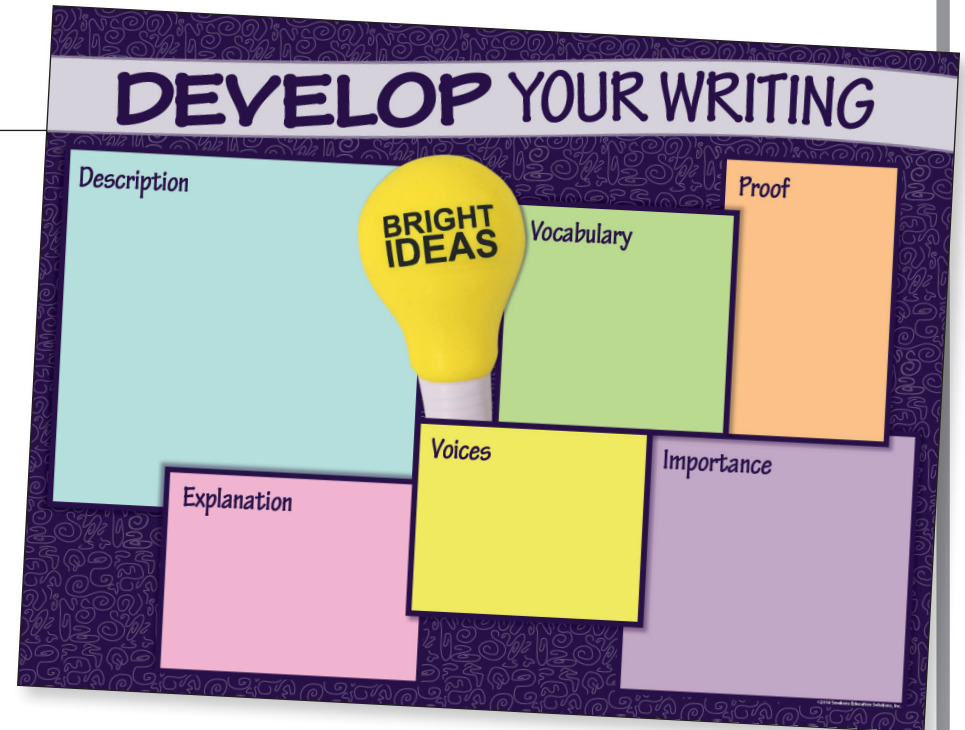 DEVELOP YOUR WRITING
Description
BRIGHT
IDEAS
Vocabulary
Proof
Explanation
Voices
Importance